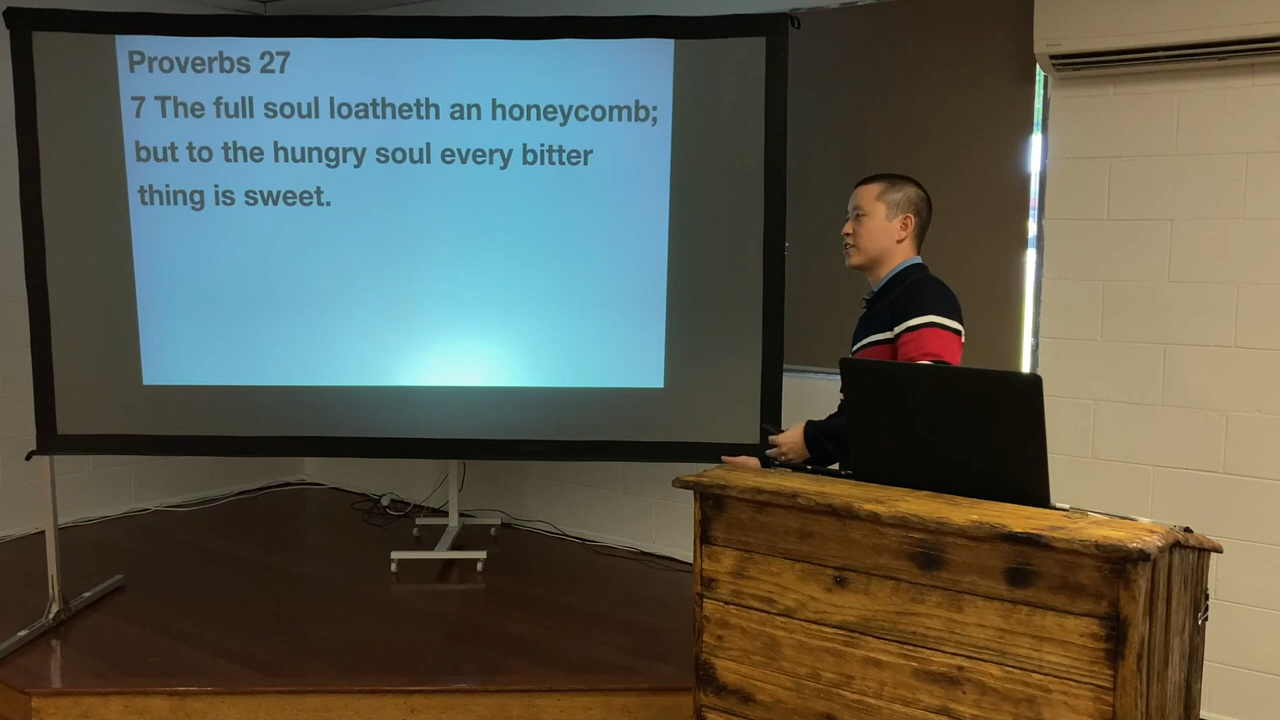 Proverbs 27
7 The full soul loatheth an honeycomb;
but to the hungry soul every bitter
thing is sweet.